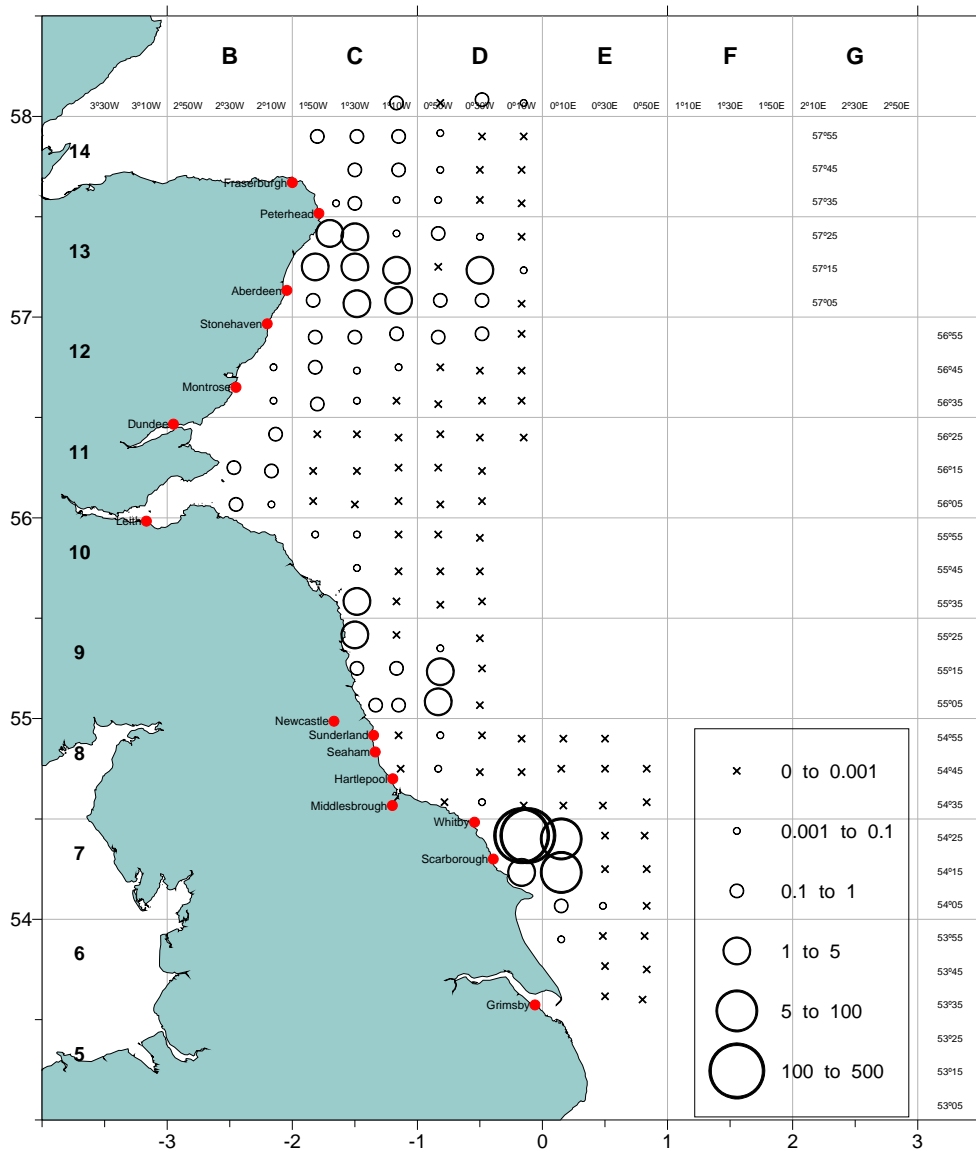 B C D E F G
3°30W 3°10W 2°50W 2°30W 2°10W 1°50W 1°30W 1°10W 0°50W 0°30W 0°10W 0°10E 0°30E 0°50E 1°10E 1°30E 1°50E 2°10E 2°30E 2°50E
58
57°55
14
57°45
Fraserburgh
57°35
Peterhead
57°25
13
57°15
Aberdeen
57°05
57
Stonehaven
56°55
12
56°45
Montrose
56°35
Dundee
56°25
11
56°15
56°05
56
Leith
55°55
10
55°45
55°35
55°25
9
55°15
55°05
55
Newcastle
Sunderland
54°55
8
Seaham
54°45
0 to 0.001
Hartlepool
Middlesbrough
54°35
Whitby
0.001 to 0.1
54°25
7
Scarborough
54°15
0.1 to 1
54°05
54
53°55
6
1 to 5
53°45
Grimsby
53°35
5 to 100
53°25
5
53°15
100 to 500
53°05
-3 -2 -1 0 1 2 3